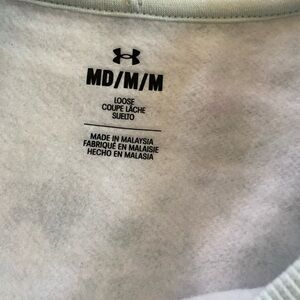 MD/M/M
LOOSE
COUPE LÂCHE
SUELTO
MADE IN MALAYSIA
FABRIQUÉ EN MALAISIE
HECHO EN MALASIA